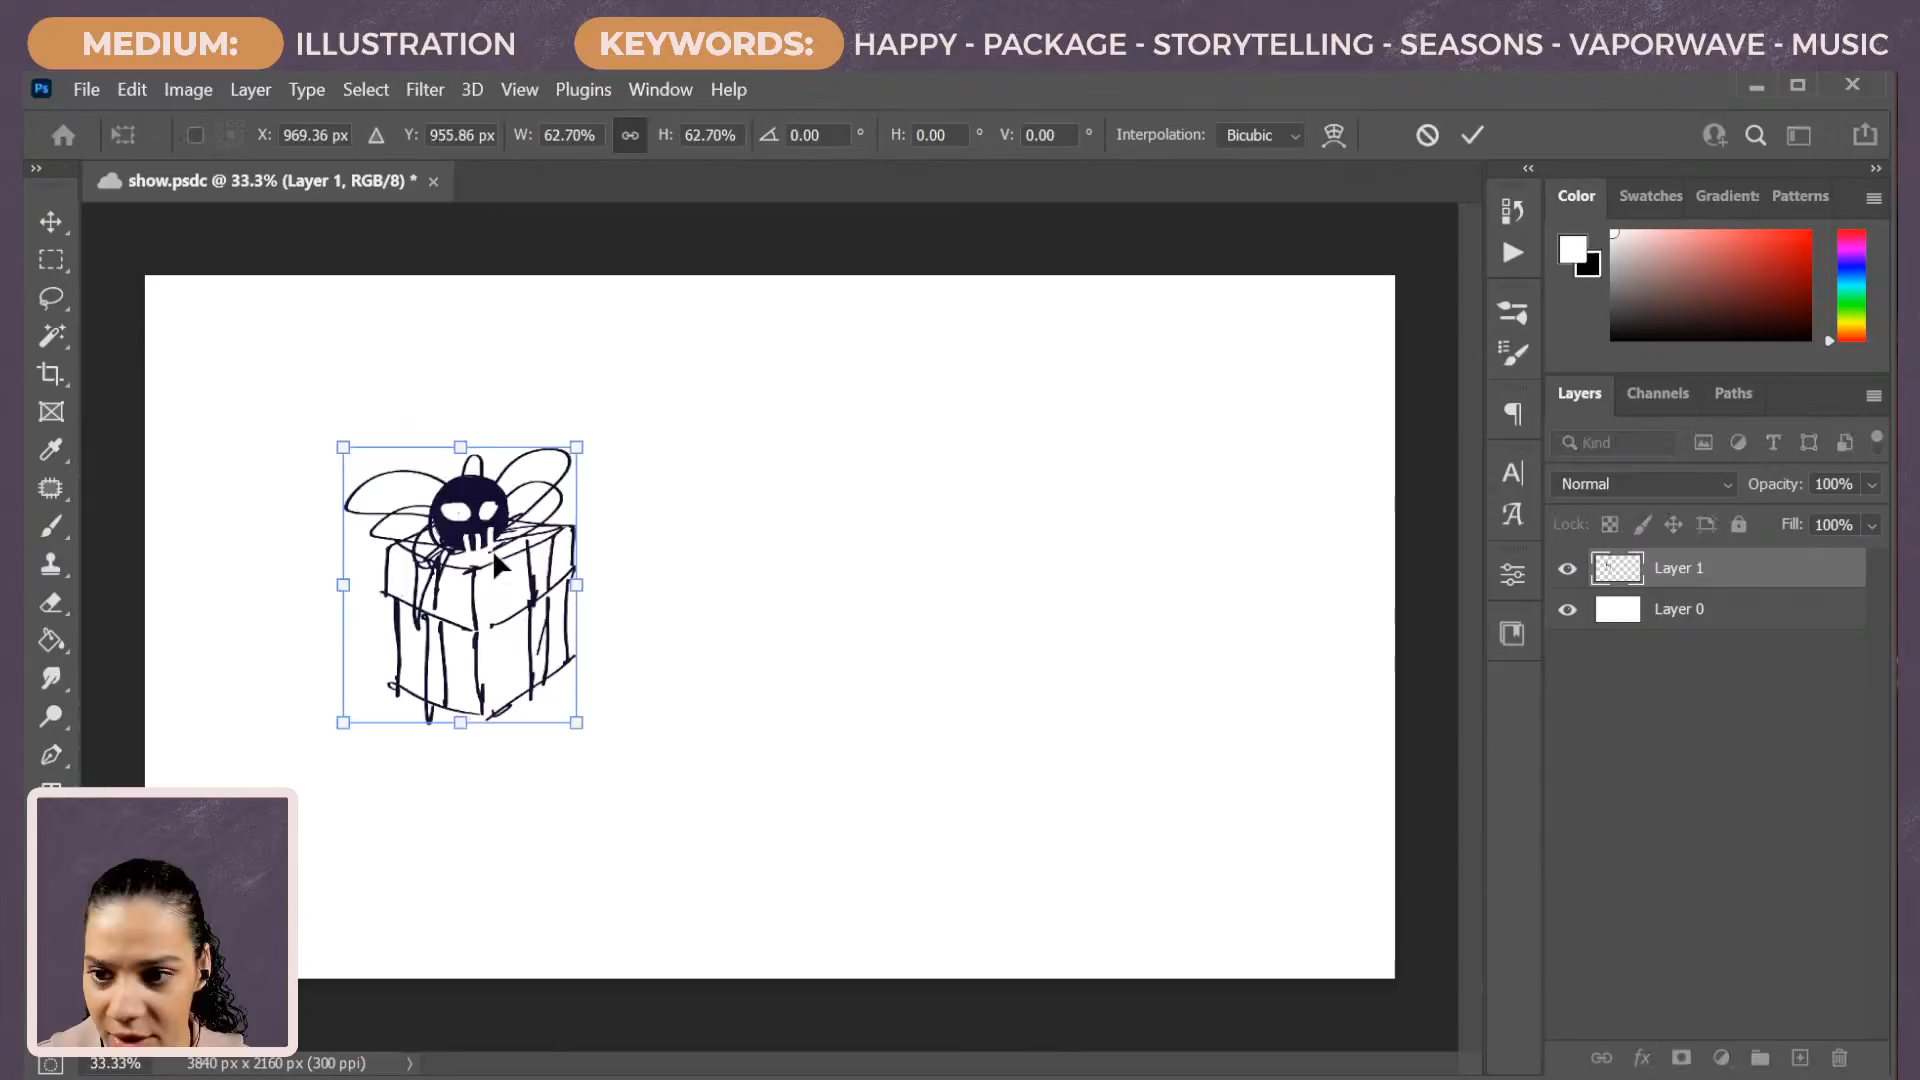 MEDIUM: ILLUSTRATION KEYWORDS: HAPPY - PACKAGE - STORYTELLING - SEASONS - VAPORWAVE - MUSIC
Ps File Edit Image Layer Type Select Filter 3D View Plugins Window Help
X: 969.36 px Y: 955.86 px W: 62.70% H: 62.70% 0.00 ° H: 0.00 ° V: 0.00 ° Interpolation: Bicubic
show.psdc @ 33.3% (Layer 1, RGB/8) *
Color Swatches Gradients Patterns
Layers Channels Paths
Kind
Normal Opacity: 100%
Lock: Fill: 100%
Layer 1
Layer 0
33.33% 3840 px x 2160 px (300 ppi)